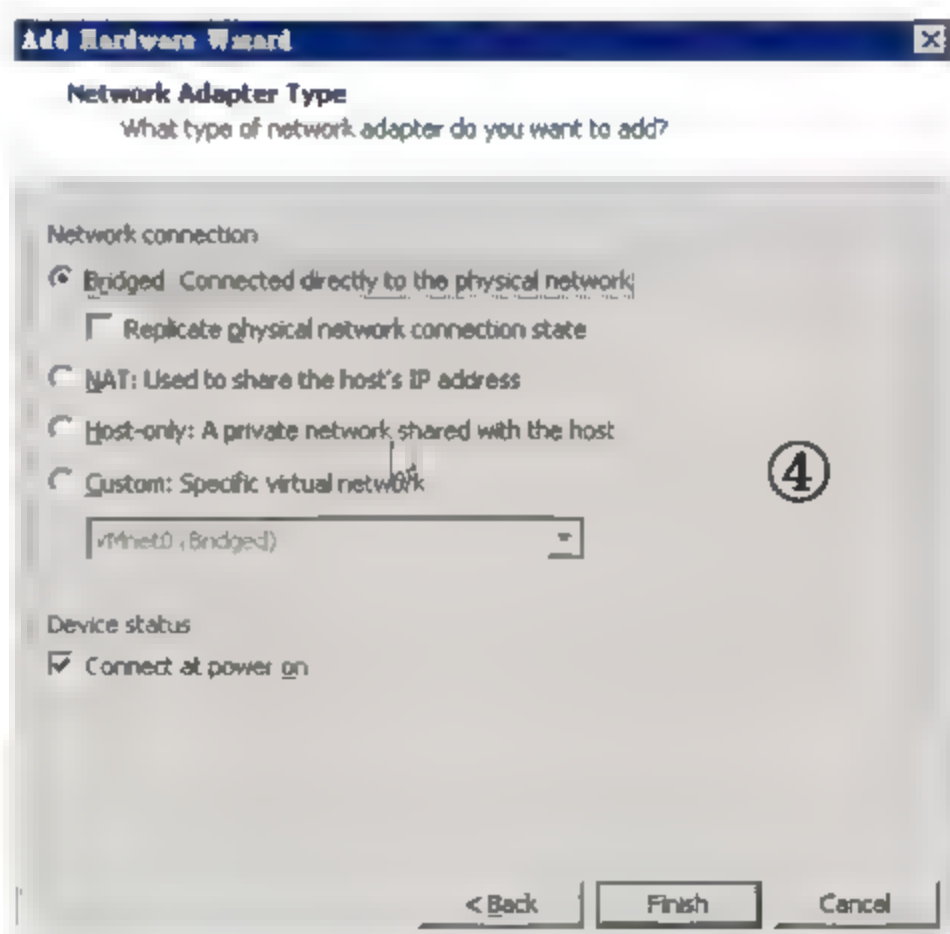 Add Hardware Wizard
Network Adapter Type
What type of network adapter do you want to add?
Network connection
Bridged Connected directly to the physical network
Replicate physical network connection state
NAT: Used to share the host's IP address
Host-only: A private network shared with the host
Custom: Specific virtual network
④
VMnet0 (Bridged)
Device status
Connect at power on
< Back
Finish
Cancel